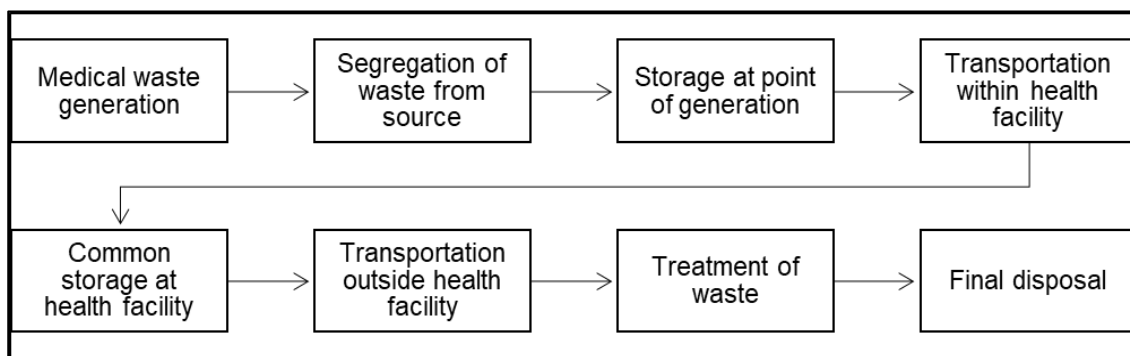 Medical waste
generation
Segregation of
waste from
source
Storage at point
of generation
Transportation
within health
facility
Common
storage at
health facility
Transportation
outside health
facility
Treatment of
waste
Final disposal